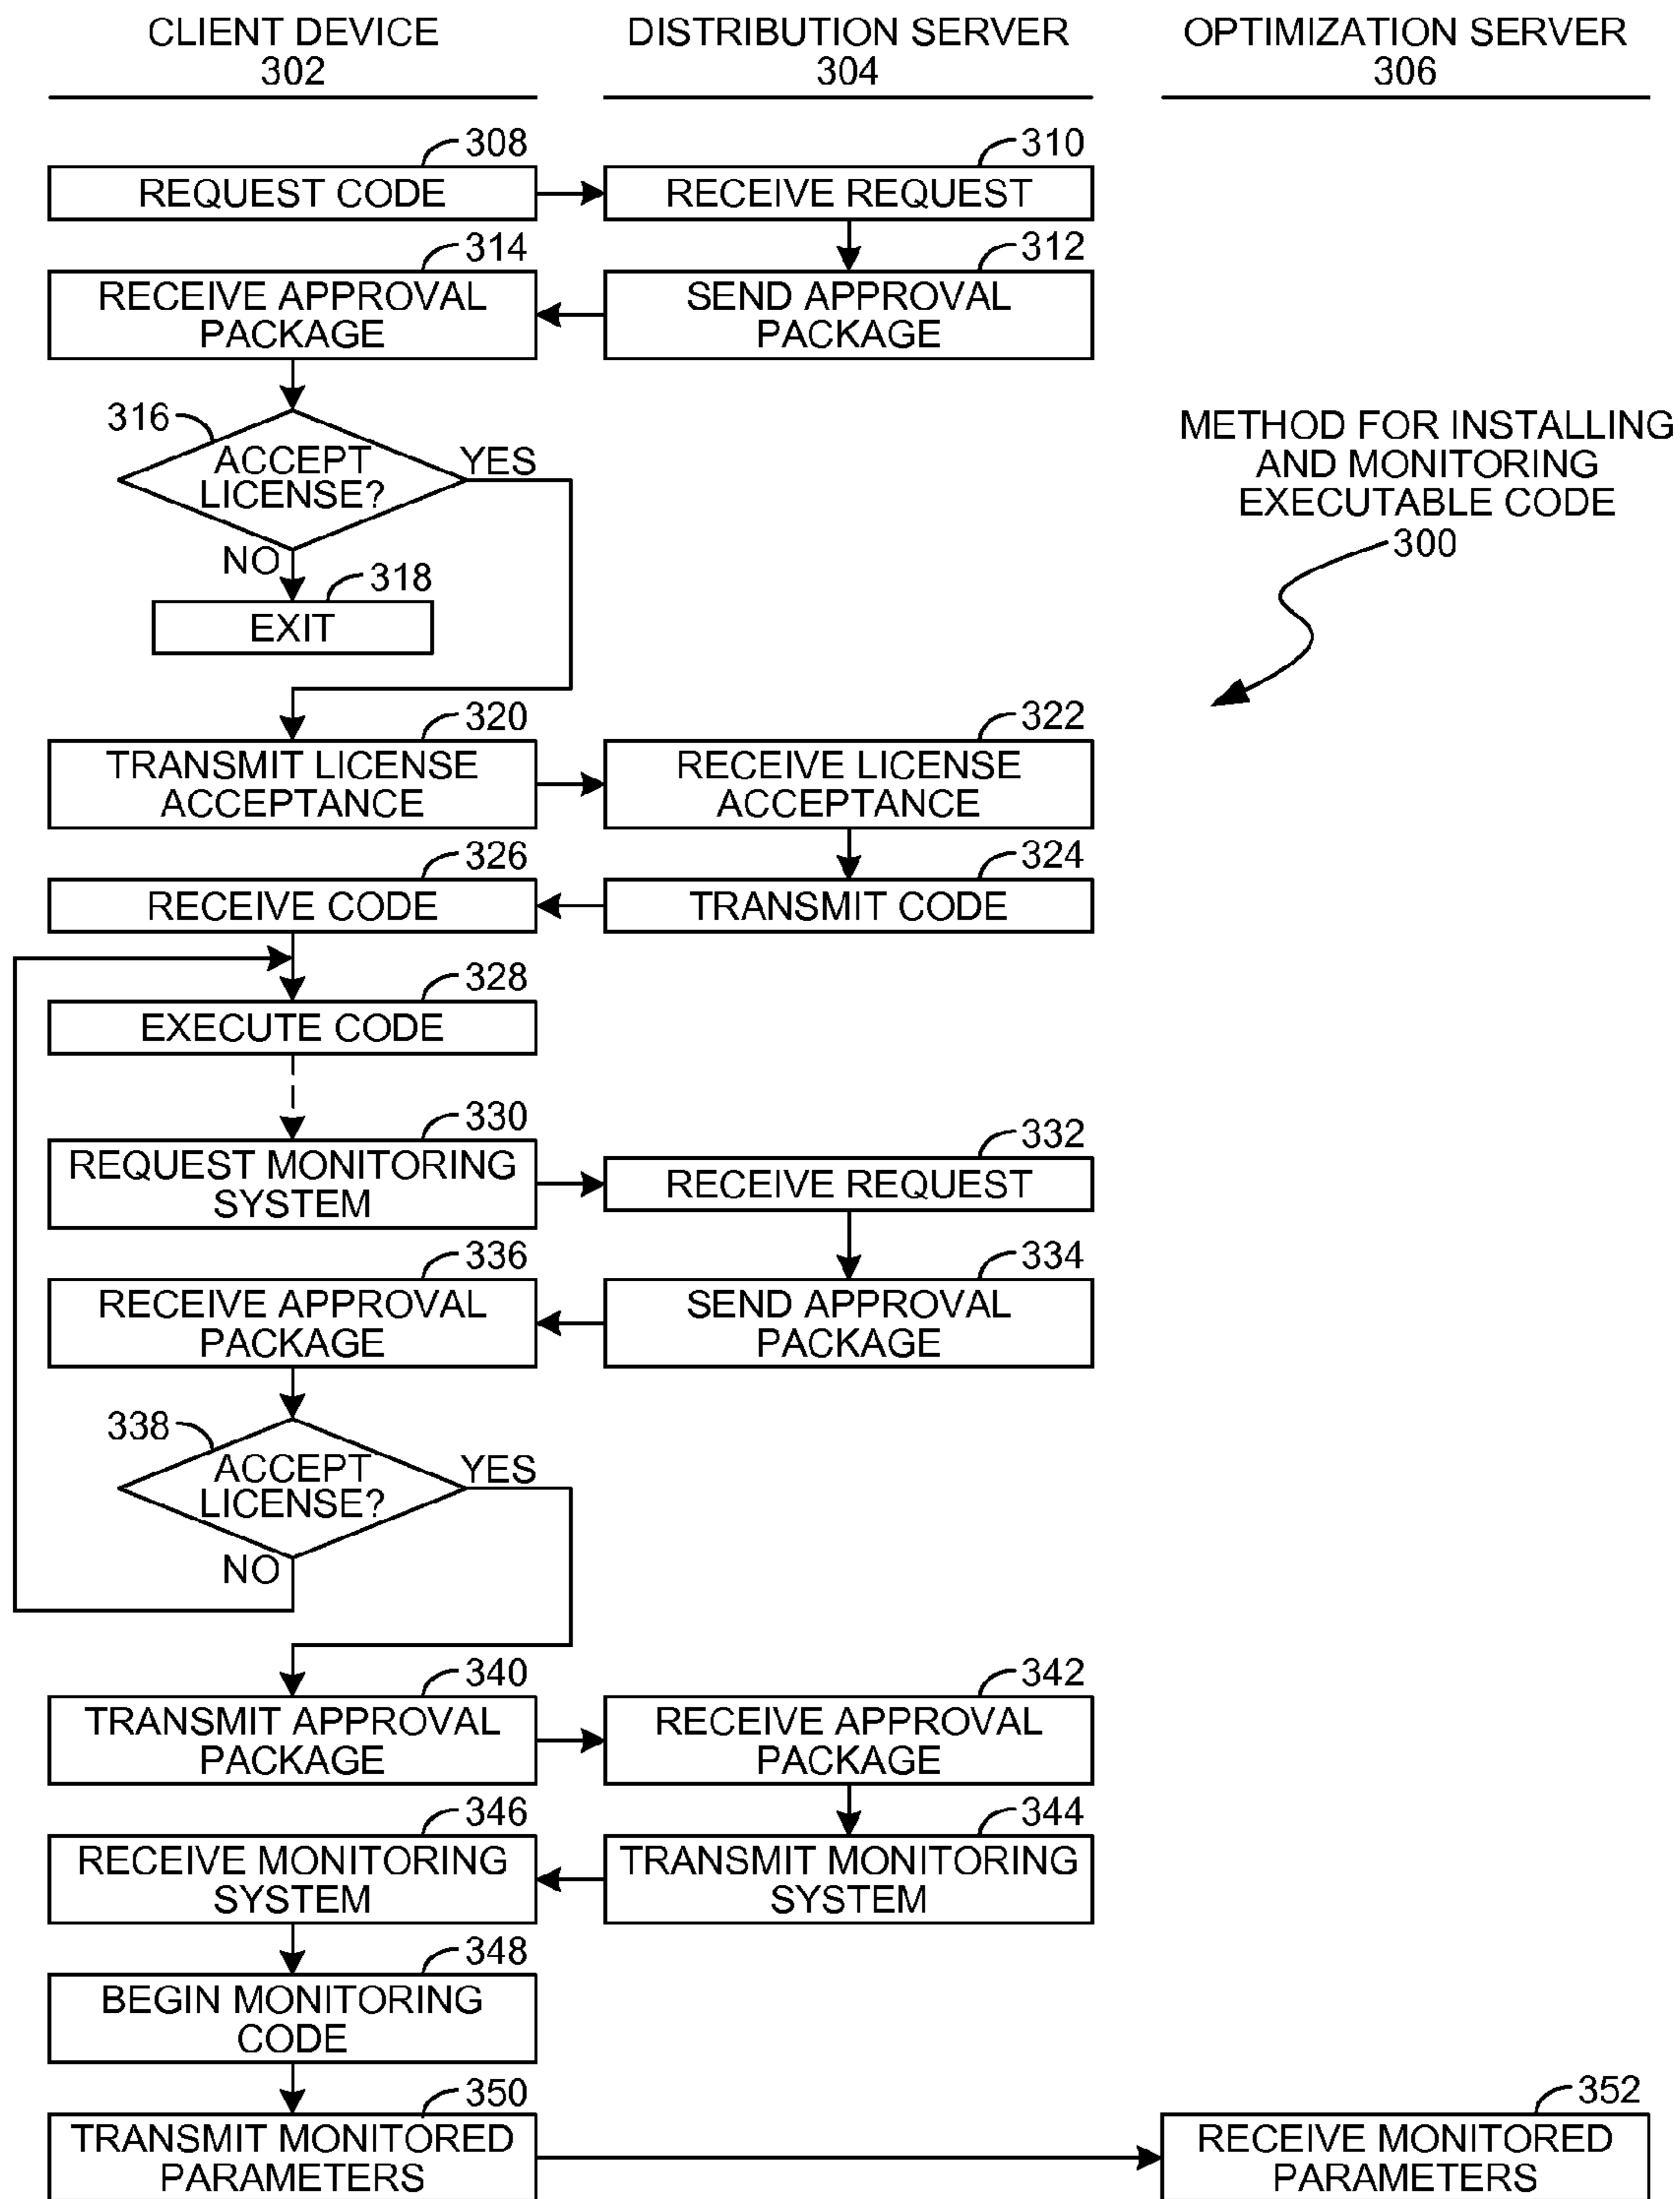 CLIENT DEVICE
302
DISTRIBUTION SERVER
304
OPTIMIZATION SERVER
306
308
REQUEST CODE
310
RECEIVE REQUEST
312
SEND APPROVAL
PACKAGE
314
RECEIVE APPROVAL
PACKAGE
316
ACCEPT
LICENSE?
YES
NO
318
EXIT
METHOD FOR INSTALLING
AND MONITORING
EXECUTABLE CODE
300
320
TRANSMIT LICENSE
ACCEPTANCE
322
RECEIVE LICENSE
ACCEPTANCE
324
TRANSMIT CODE
326
RECEIVE CODE
328
EXECUTE CODE
330
REQUEST MONITORING
SYSTEM
332
RECEIVE REQUEST
334
SEND APPROVAL
PACKAGE
336
RECEIVE APPROVAL
PACKAGE
338
ACCEPT
LICENSE?
YES
NO
340
TRANSMIT APPROVAL
PACKAGE
342
RECEIVE APPROVAL
PACKAGE
344
TRANSMIT MONITORING
SYSTEM
346
RECEIVE MONITORING
SYSTEM
348
BEGIN MONITORING
CODE
350
TRANSMIT MONITORED
PARAMETERS
352
RECEIVE MONITORED
PARAMETERS